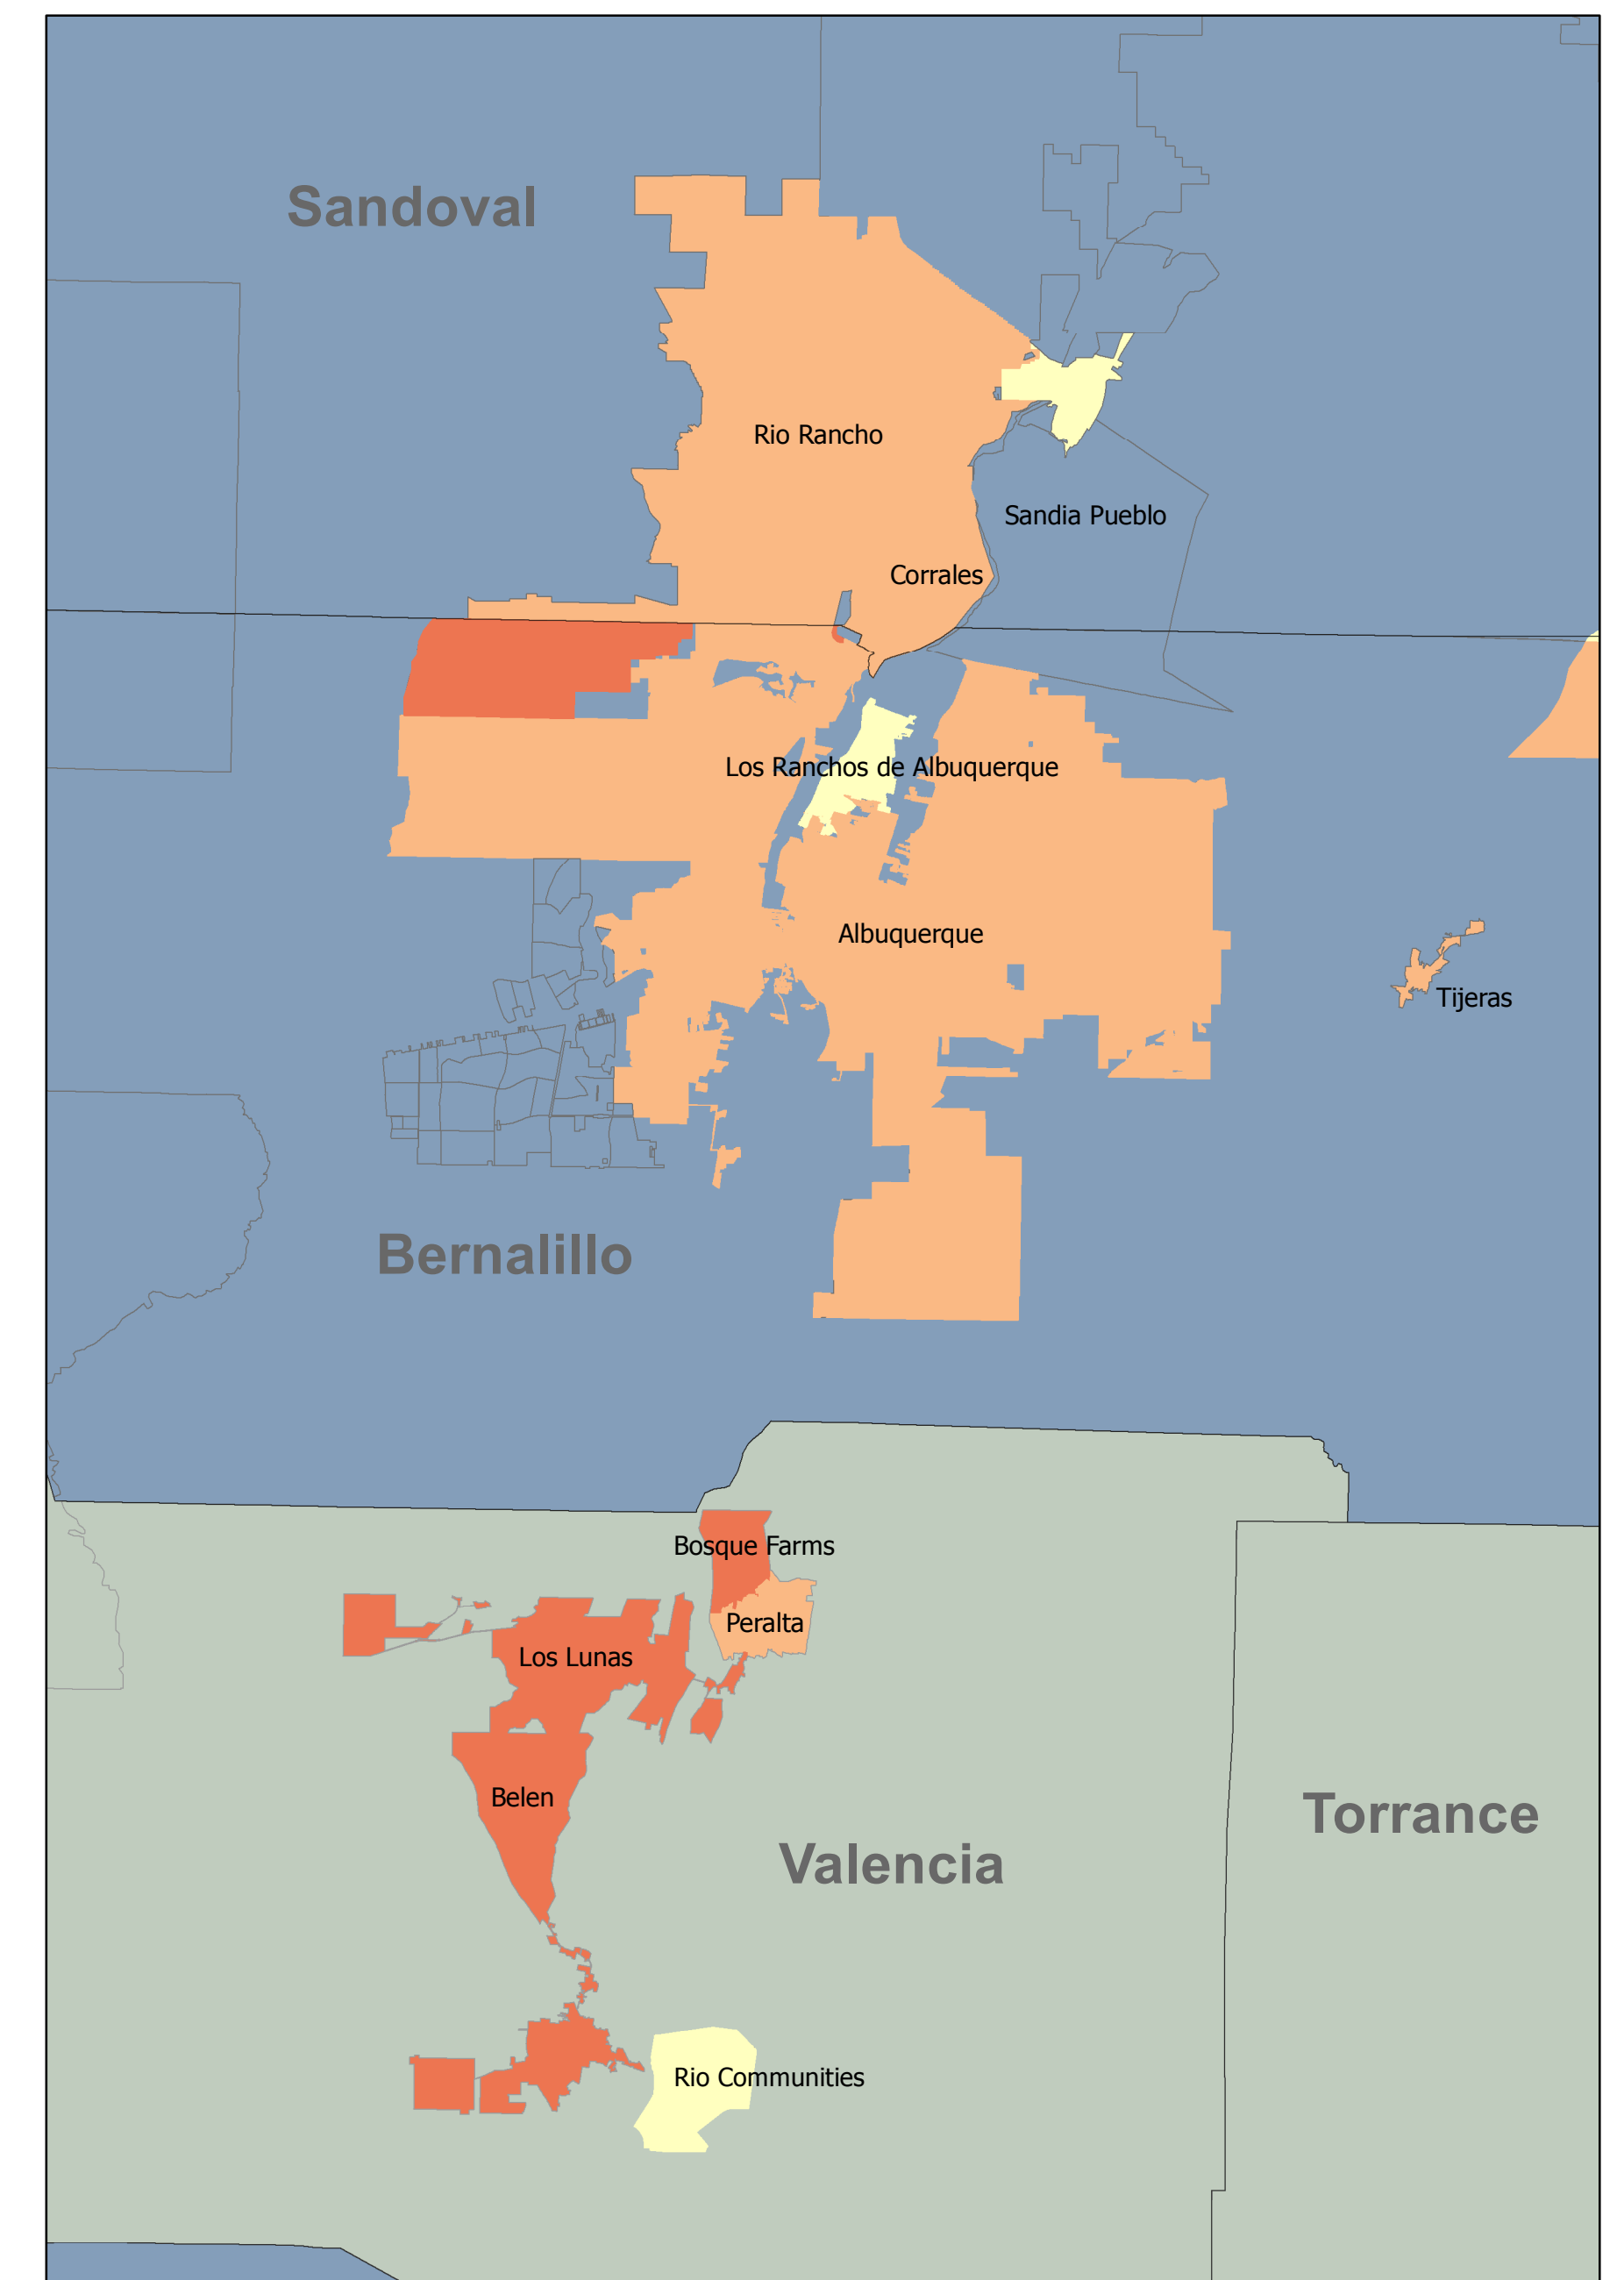 Sandoval
Rio Rancho
Sandia Pueblo
Corrales
Los Ranchos de Albuquerque
Albuquerque
Tijeras
Bernalillo
Bosque Farms
Peralta
Los Lunas
Belen
Torrance
Valencia
Rio Communities